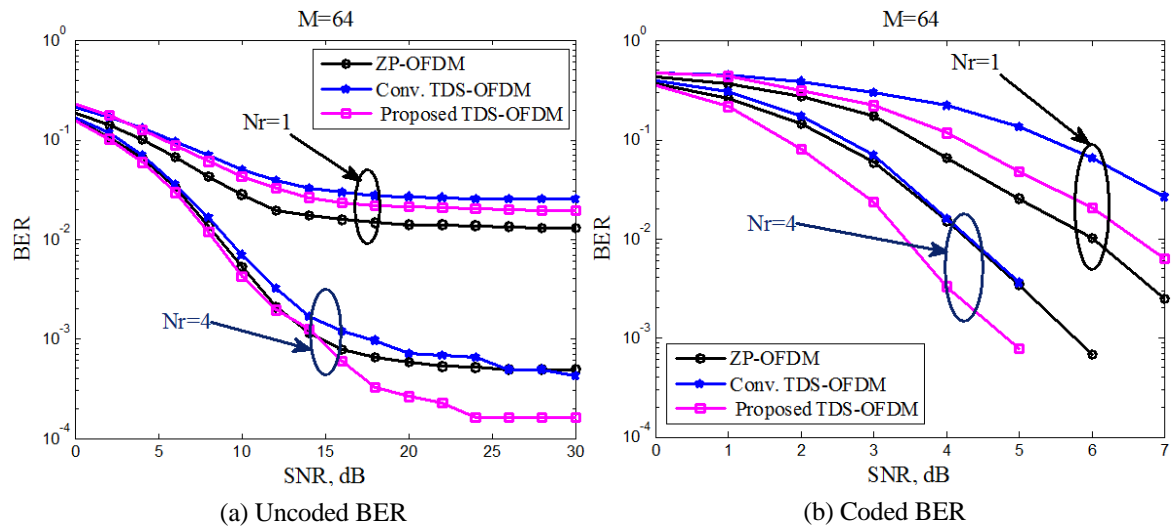 M=64
10^0
10^-1
10^-2
10^-3
10^-4
BER
0
5
10
15
20
25
30
SNR, dB
ZP-OFDM
Conv. TDS-OFDM
Proposed TDS-OFDM
Nr=1
Nr=4
(a) Uncoded BER
M=64
10^0
10^-1
10^-2
10^-3
10^-4
BER
0
1
2
3
4
5
6
7
SNR, dB
Nr=1
Nr=4
ZP-OFDM
Conv. TDS-OFDM
Proposed TDS-OFDM
(b) Coded BER